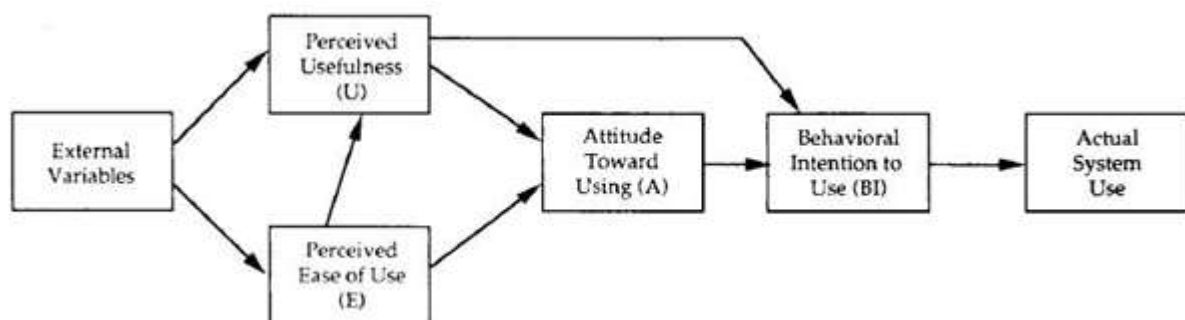 External
Variables
Perceived
Usefulness
(U)
Perceived
Ease of Use
(E)
Attitude
Toward
Using (A)
Behavioral
Intention to
Use (BI)
Actual
System
Use